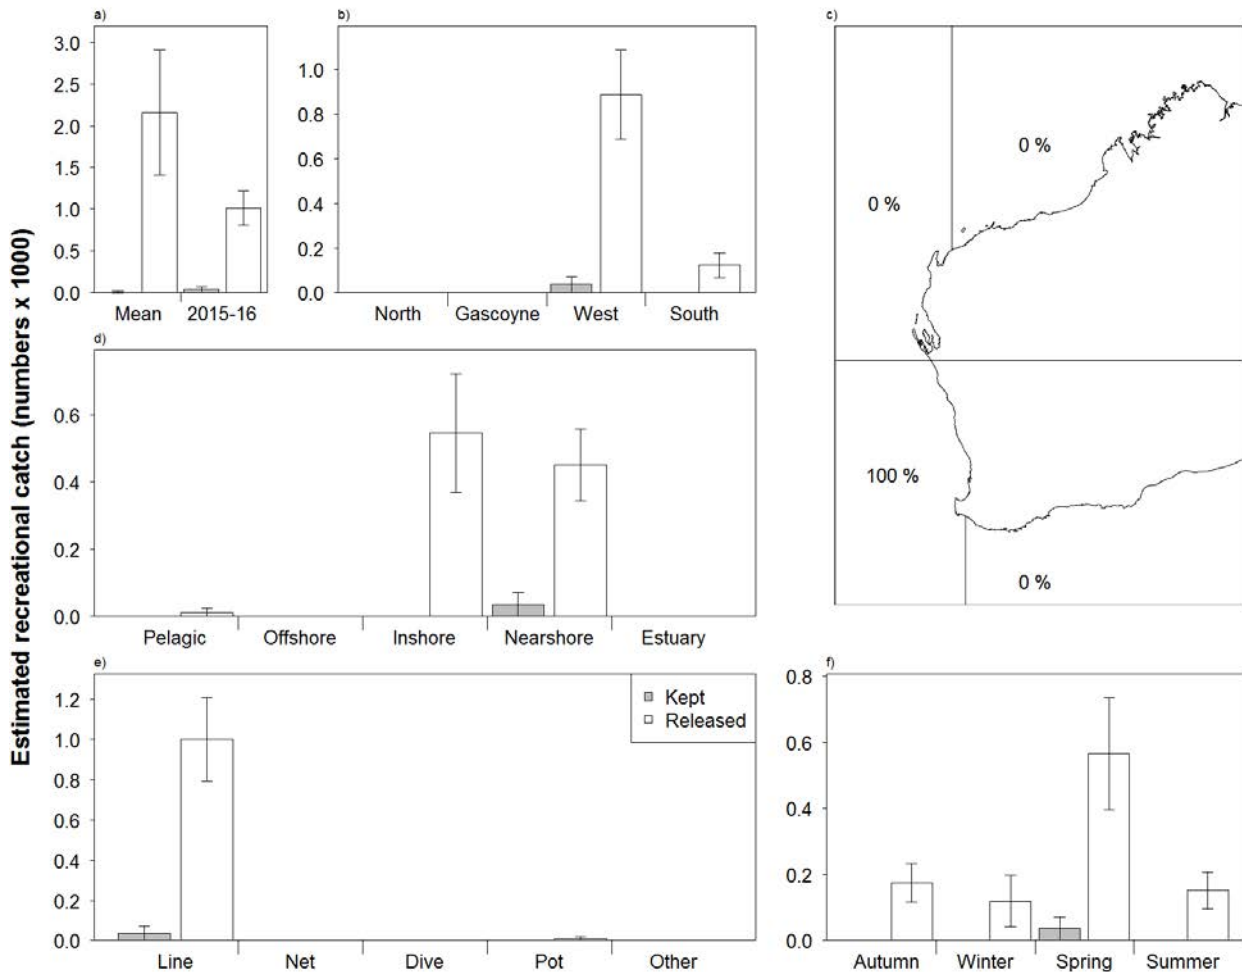 a)
3.0
2.5
2.0
1.5
1.0
0.5
0.0
Mean 2015-16
b)
1.0
0.8
0.6
0.4
0.2
0.0
North Gascoyne West South
c)
0 %
0 %
100 %
0 %
Estimated recreational catch (numbers x 1000)
d)
0.6
0.4
0.2
0.0
Pelagic Offshore Inshore Nearshore Estuary
e)
1.2
1.0
0.8
0.6
0.4
0.2
0.0
Kept
Released
Line Net Dive Pot Other
f)
0.8
0.6
0.4
0.2
0.0
Autumn Winter Spring Summer